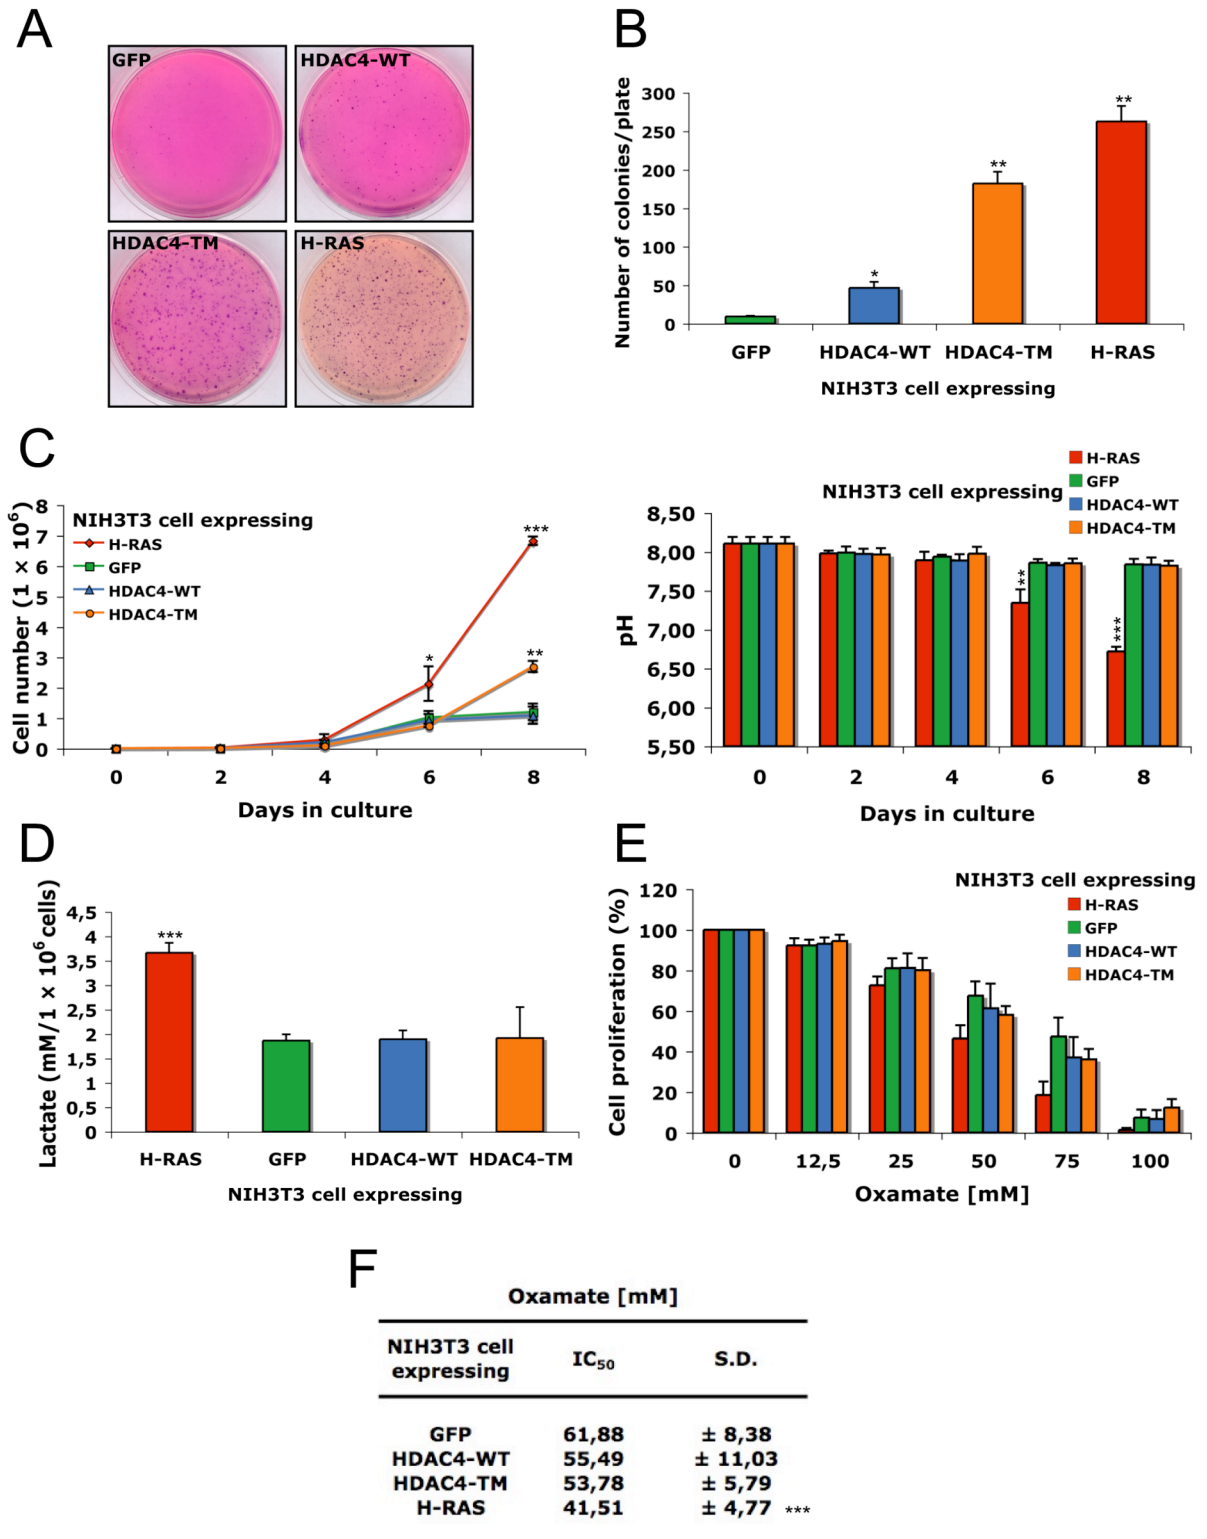 A
GFP
HDAC4-WT
HDAC4-TM
H-RAS
B
Number of colonies/plate
300
250
200
150
100
50
0
*
**
**
GFP
HDAC4-WT
HDAC4-TM
H-RAS
NIH3T3 cell expressing
C
Cell number (1 × 10⁶)
8
7
6
5
4
3
2
1
0
NIH3T3 cell expressing
H-RAS
GFP
HDAC4-WT
HDAC4-TM
*
***
**
0 2 4 6 8
Days in culture
NIH3T3 cell expressing
H-RAS
GFP
HDAC4-WT
HDAC4-TM
pH
8,50
8,00
7,50
7,00
6,50
6,00
5,50
**
***
0 2 4 6 8
Days in culture
D
Lactate (mM/1 × 10⁶ cells)
4,5
4
3,5
3
2,5
2
1,5
1
0,5
0
***
H-RAS
GFP
HDAC4-WT
HDAC4-TM
NIH3T3 cell expressing
E
NIH3T3 cell expressing
H-RAS
GFP
HDAC4-WT
HDAC4-TM
Cell proliferation (%)
120
100
80
60
40
20
0
0 12,5 25 50 75 100
Oxamate [mM]
F
Oxamate [mM]
NIH3T3 cell
expressing
IC₅₀
S.D.
GFP 61,88 ± 8,38
HDAC4-WT 55,49 ± 11,03
HDAC4-TM 53,78 ± 5,79
H-RAS 41,51 ± 4,77 ***